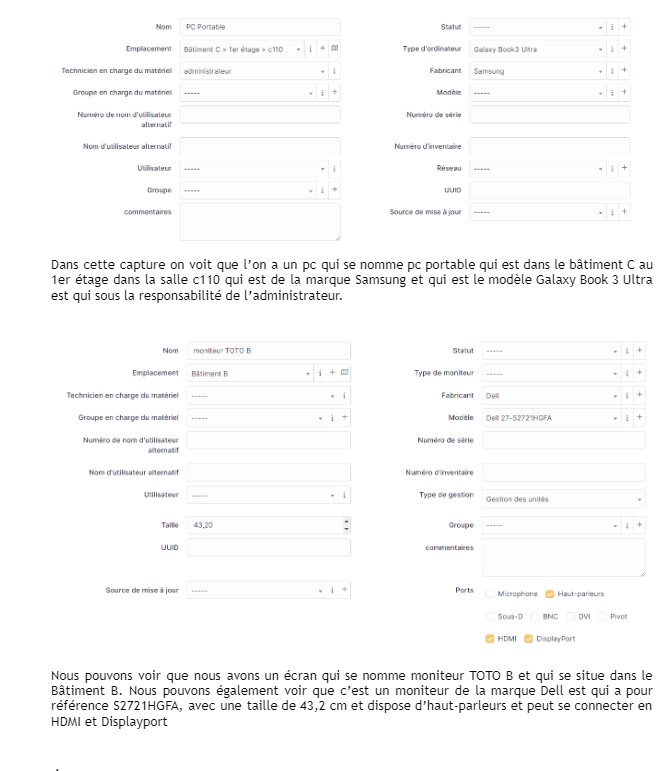 Nom PC Portable Statut -----
Emplacement Bâtiment C > 1er étage > c110 Type d'ordinateur Galaxy Book3 Ultra
Technicien en charge du matériel administrateur Fabricant Samsung
Groupe en charge du matériel ----- Modèle -----
Numéro de nom d'utilisateur alternatif Numéro de série
Nom d'utilisateur alternatif Numéro d'inventaire
Utilisateur ----- Réseau -----
Groupe ----- UUID
commentaires Source de mise à jour -----
Dans cette capture on voit que l'on a un pc qui se nomme pc portable qui est dans le bâtiment C au
1er étage dans la salle c110 qui est de la marque Samsung et qui est le modèle Galaxy Book 3 Ultra
est qui sous la responsabilité de l'administrateur.
Nom moniteur TOTO B Statut -----
Emplacement Bâtiment B Type de moniteur -----
Technicien en charge du matériel ----- Fabricant Dell
Groupe en charge du matériel ----- Modèle Dell 27-S2721HGFA
Numéro de nom d'utilisateur alternatif Numéro de série
Nom d'utilisateur alternatif Numéro d'inventaire
Utilisateur ----- Type de gestion Gestion des unités
Taille 43,20 Groupe -----
UUID commentaires
Source de mise à jour ----- Ports Microphone Haut-parleurs
Sous-D BNC DVI Pivot
HDMI DisplayPort
Nous pouvons voir que nous avons un écran qui se nomme moniteur TOTO B et qui se situe dans le
Bâtiment B. Nous pouvons également voir que c'est un moniteur de la marque Dell est qui a pour
référence S2721HGFA, avec une taille de 43,2 cm et dispose d'haut-parleurs et peut se connecter en
HDMI et Displayport
.